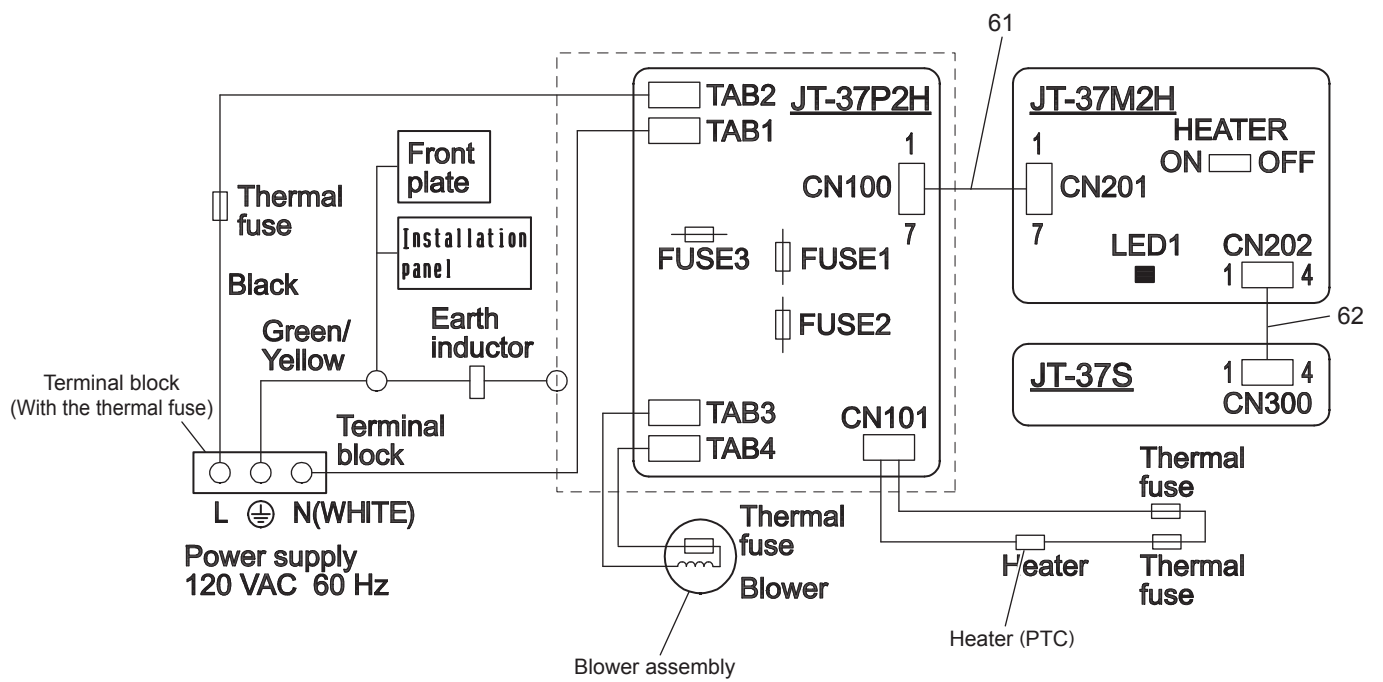 61
TAB2
JT-37P2H
TAB1
JT-37M2H
HEATER
ON OFF
Front
plate
1
CN100
7
1
CN201
7
Thermal
fuse
Installation
panel
FUSE3
FUSE1
LED1
CN202
1 4
Black
FUSE2
62
Green/
Yellow
Earth
inductor
JT-37S
1 4
CN300
Terminal block
(With the thermal fuse)
Terminal
block
TAB3
TAB4
CN101
Thermal
fuse
L N(WHITE)
Power supply
120 VAC 60 Hz
Thermal
fuse
Blower
Heater
Thermal
fuse
Heater (PTC)
Blower assembly